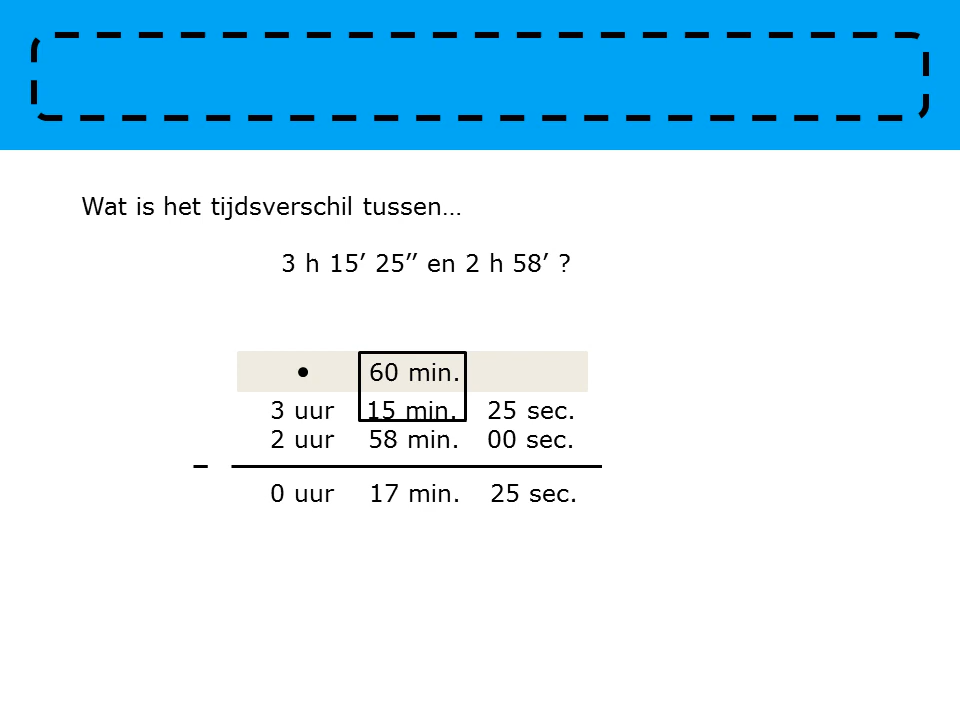 Wat is het tijdsverschil tussen…
3 h 15’ 25’’ en 2 h 58’ ?
• 60 min.
3 uur 15 min. 25 sec.
2 uur 58 min. 00 sec.
–
0 uur 17 min. 25 sec.